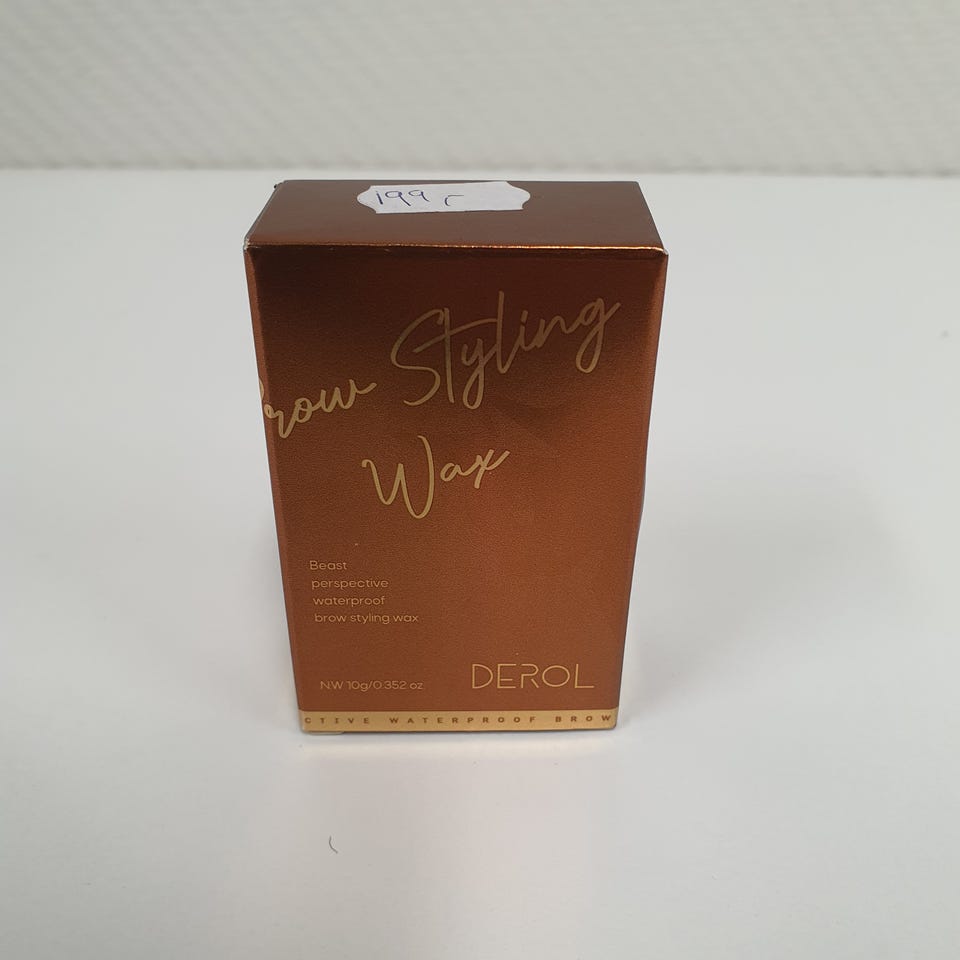 199,-
Brow Styling
Wax
Beast
perspective
waterproof
brow styling wax
NW 10g/0.352 oz
DEROL
CTIVE WATERPROOF BROW